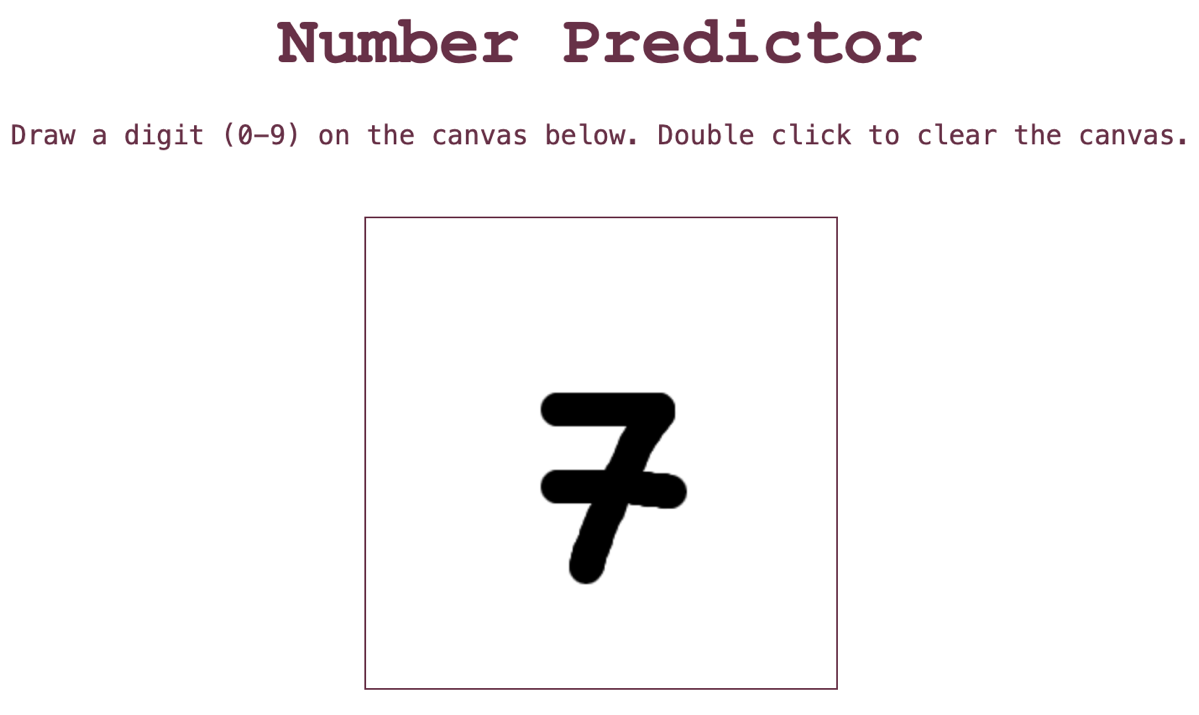 Number Predictor
Draw a digit (0-9) on the canvas below. Double click to clear the canvas.
7